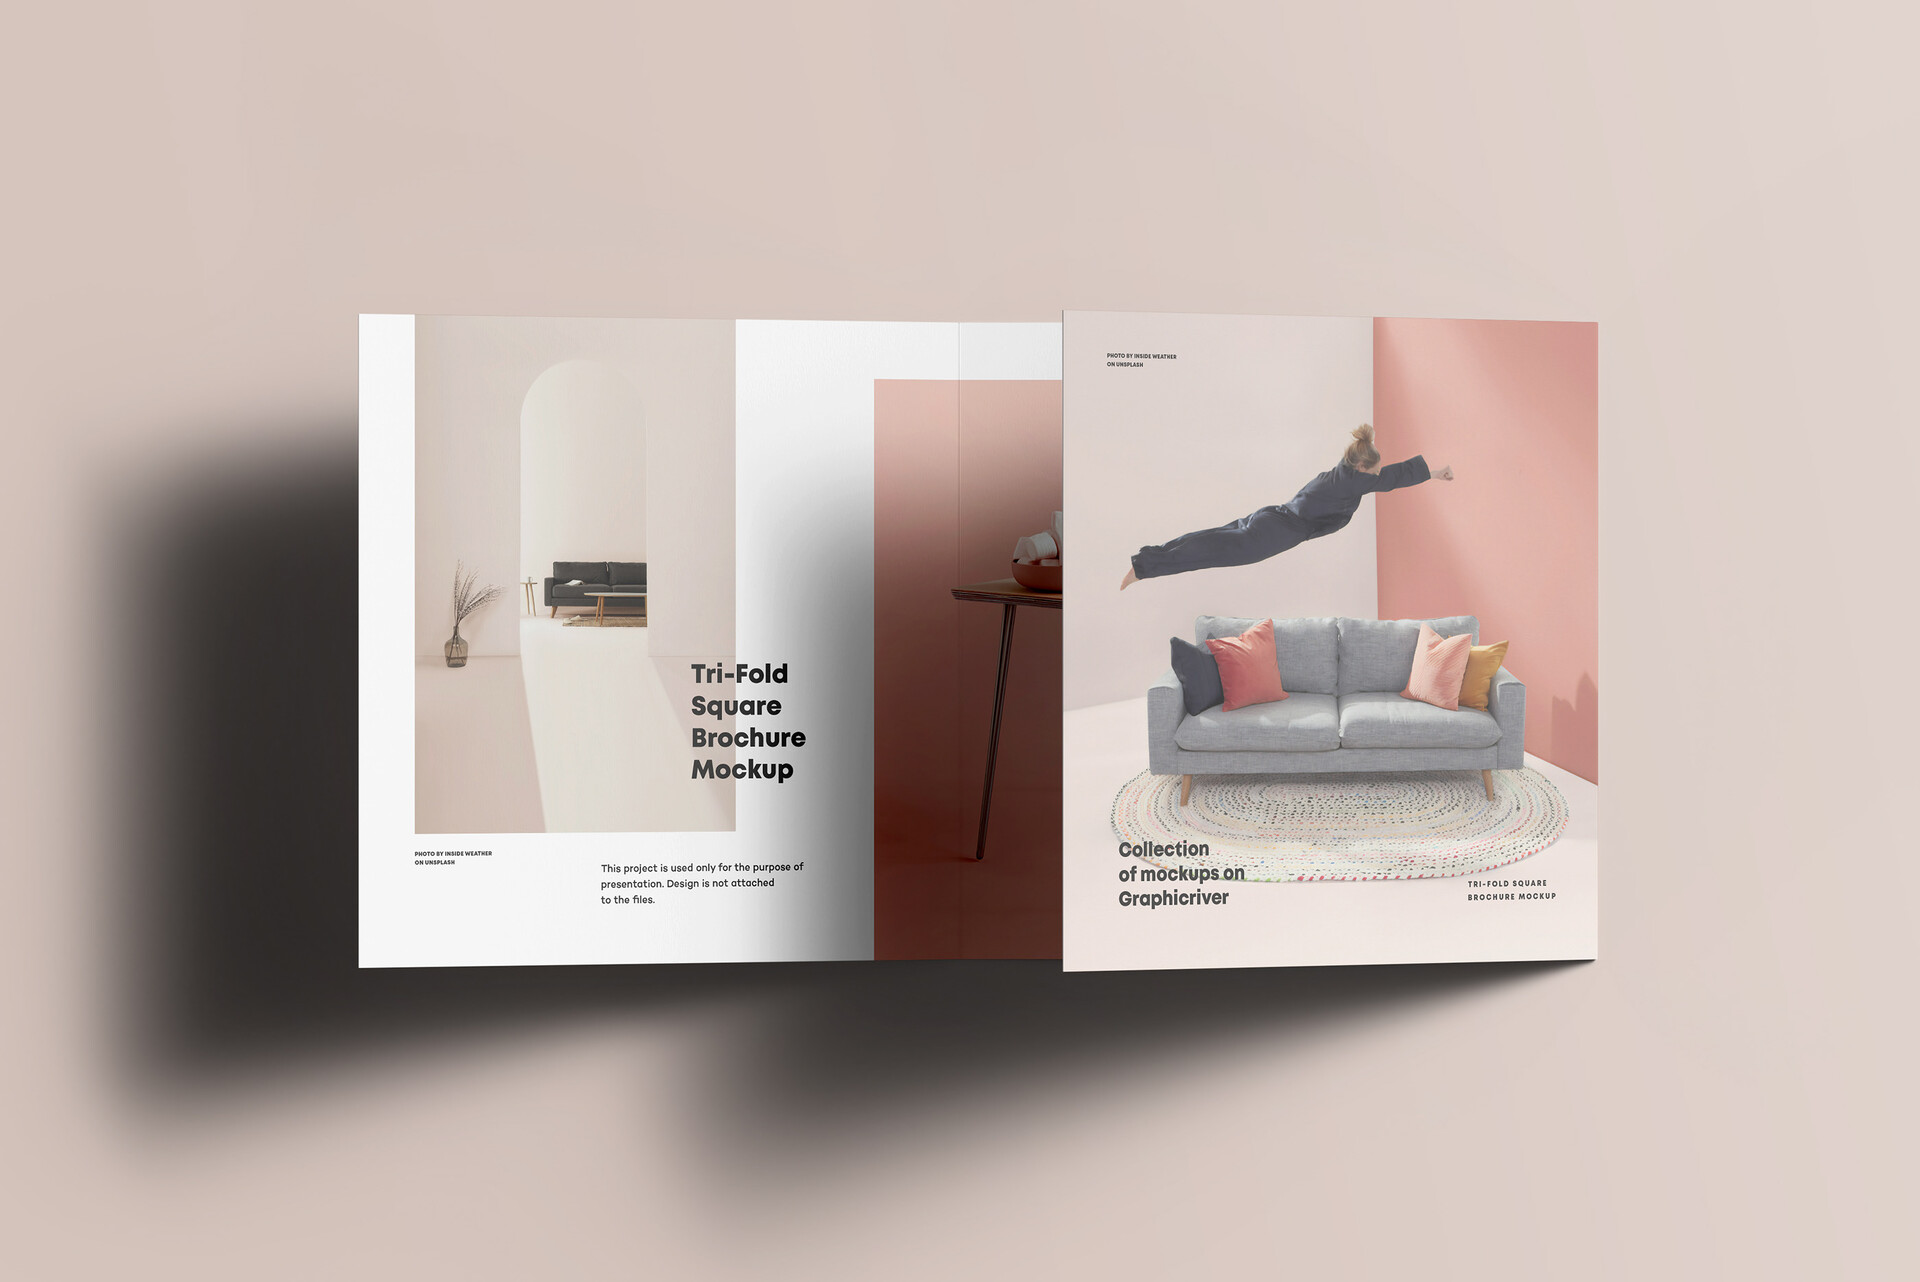 Tri-Fold
Square
Brochure
Mockup
PHOTO BY INSIDE WEATHER
ON UNSPLASH
This project is used only for the purpose of
presentation. Design is not attached
to the files.
PHOTO BY INSIDE WEATHER
ON UNSPLASH
Collection
of mockups on
Graphicriver
TRI-FOLD SQUARE
BROCHURE MOCKUP